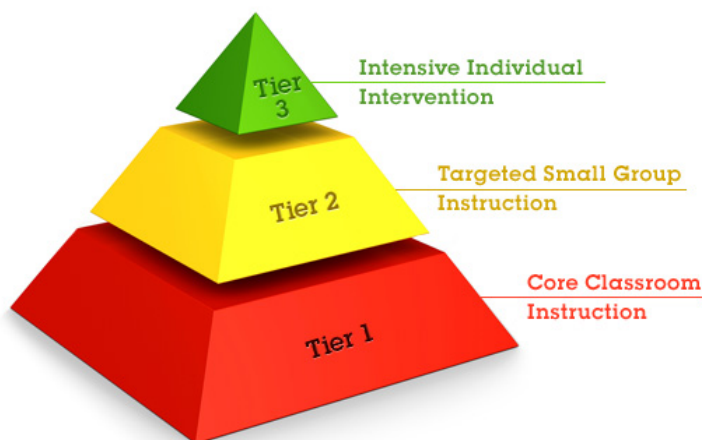 Tier
3
Intensive Individual
Intervention
Tier 2
Targeted Small Group
Instruction
Tier 1
Core Classroom
Instruction